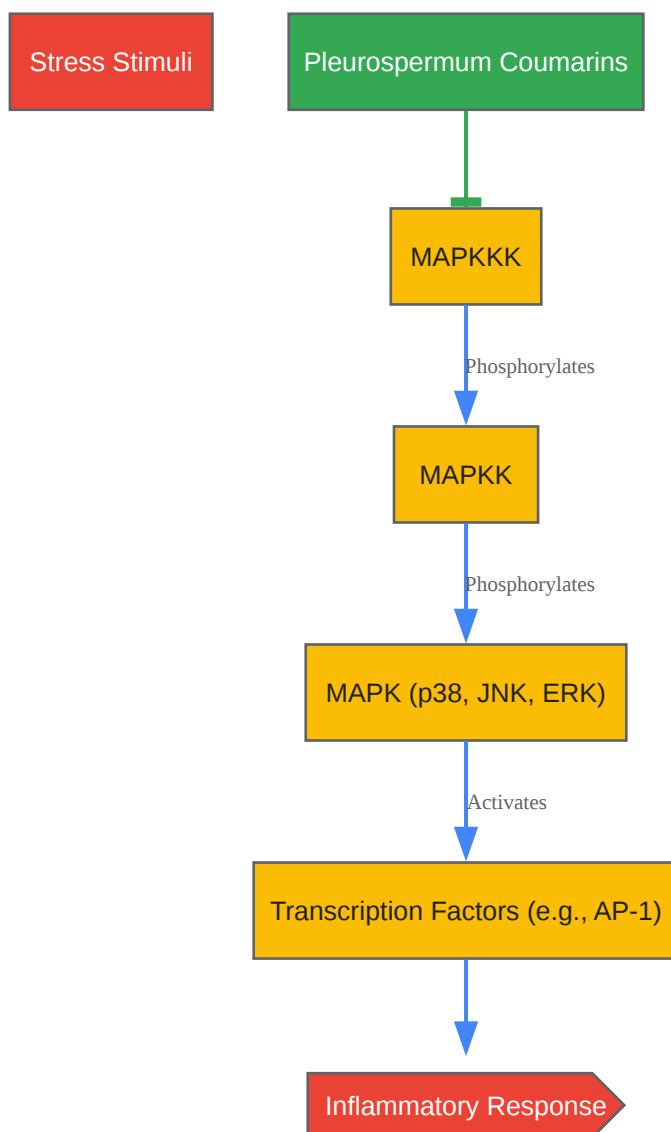 Stress Stimuli
Pleurospermum Coumarins
MAPKKK
Phosphorylates
MAPKK
Phosphorylates
MAPK (p38, JNK, ERK)
Activates
Transcription Factors (e.g., AP-1)
Inflammatory Response